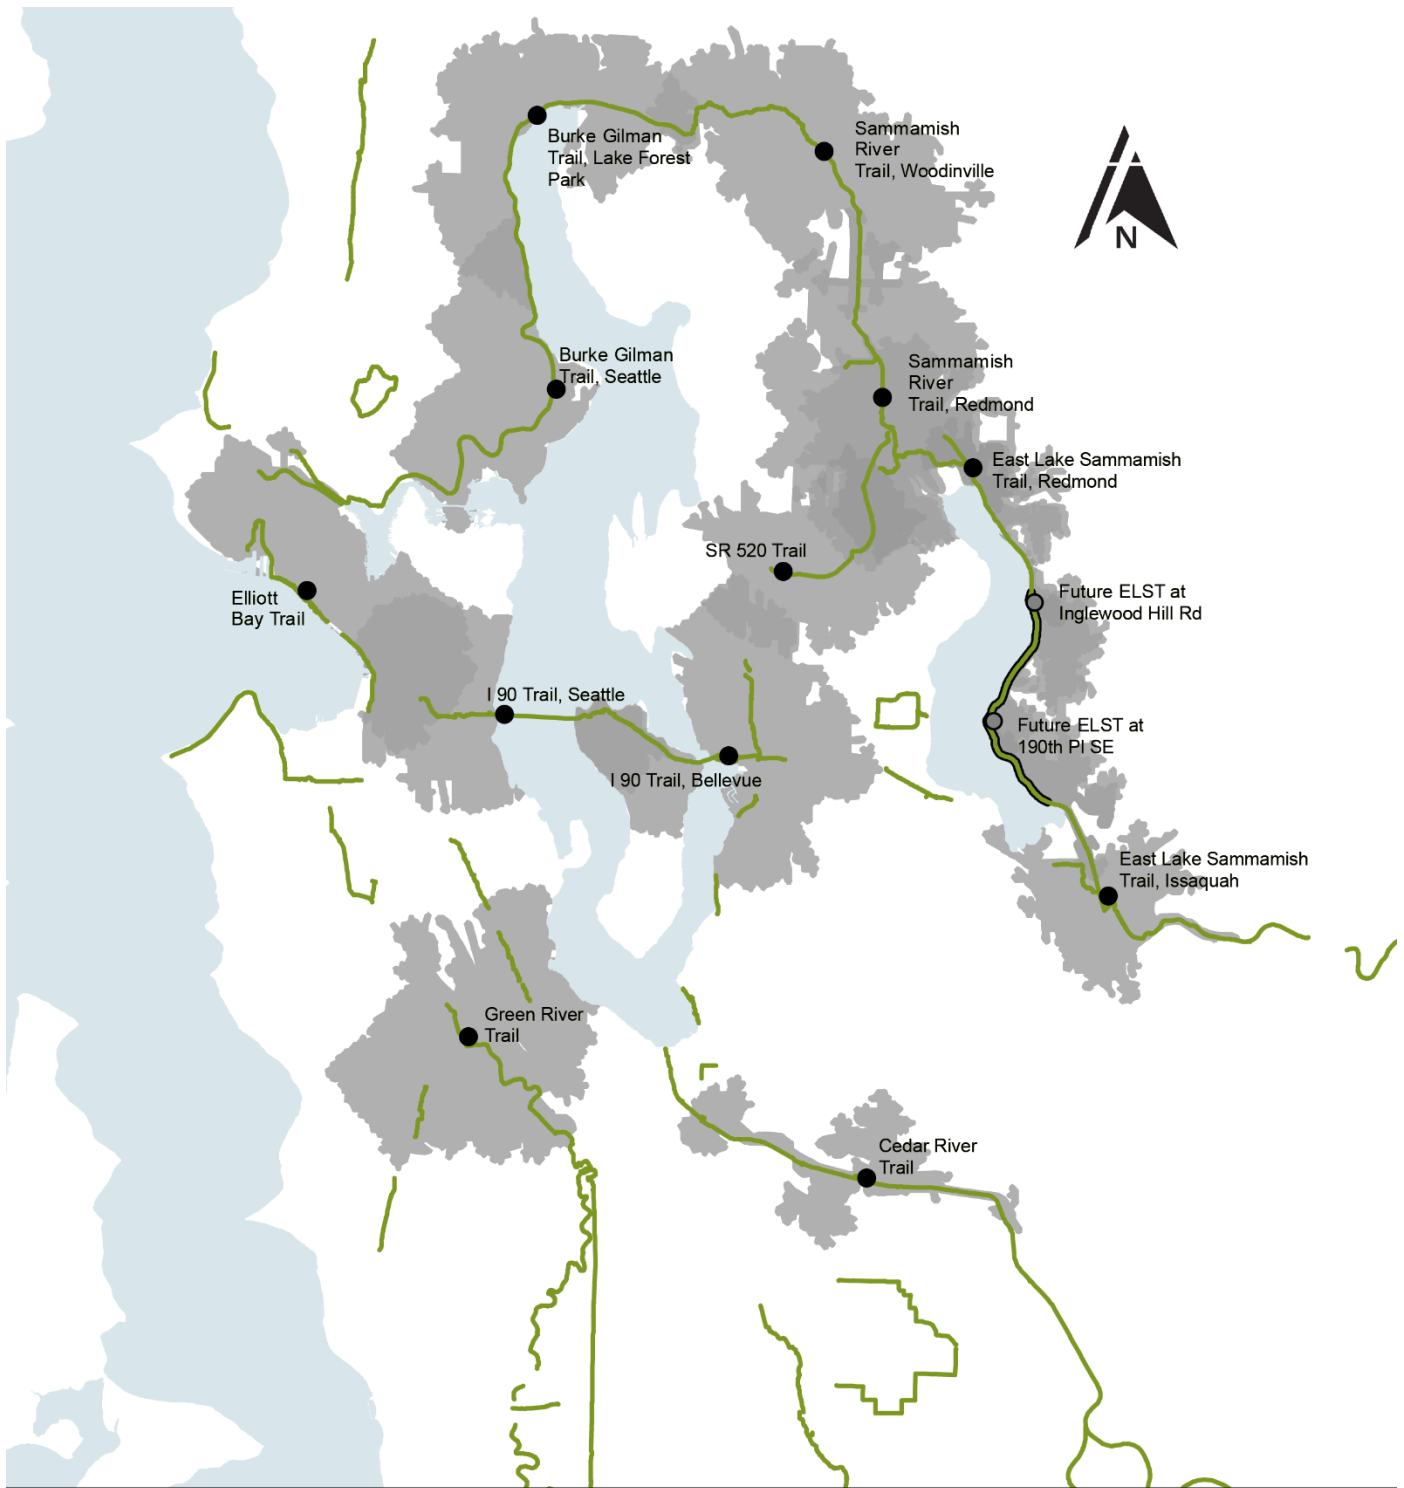 Burke Gilman
Trail, Lake Forest
Park
Sammamish
River
Trail, Woodinville
N
Burke Gilman
Trail, Seattle
Sammamish
River
Trail, Redmond
East Lake Sammamish
Trail, Redmond
SR 520 Trail
Elliott
Bay Trail
Future ELST at
Inglewood Hill Rd
I 90 Trail, Seattle
Future ELST at
190th Pl SE
I 90 Trail, Bellevue
East Lake Sammamish
Trail, Issaquah
Green River
Trail
Cedar River
Trail